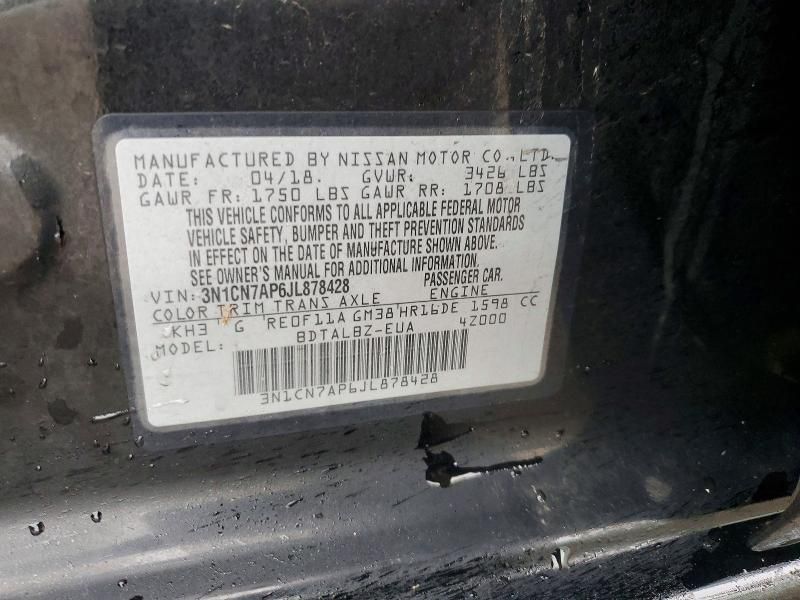 MANUFACTURED BY NISSAN MOTOR CO., LTD.
DATE: 04/18. GVWR: 3426 LBS
GAWR FR: 1750 LBS GAWR RR: 1708 LBS
THIS VEHICLE CONFORMS TO ALL APPLICABLE FEDERAL MOTOR
VEHICLE SAFETY, BUMPER AND THEFT PREVENTION STANDARDS
IN EFFECT ON THE DATE OF MANUFACTURE SHOWN ABOVE.
SEE OWNER'S MANUAL FOR ADDITIONAL INFORMATION.
VIN: 3N1CN7AP6JL878428 PASSENGER CAR.
COLOR TRIM TRANS AXLE ENGINE
KH3 G RE0F11A GM38 HR16DE 1598 CC
MODEL: BDTALBZ-EUA 4Z000
3N1CN7AP6JL878428